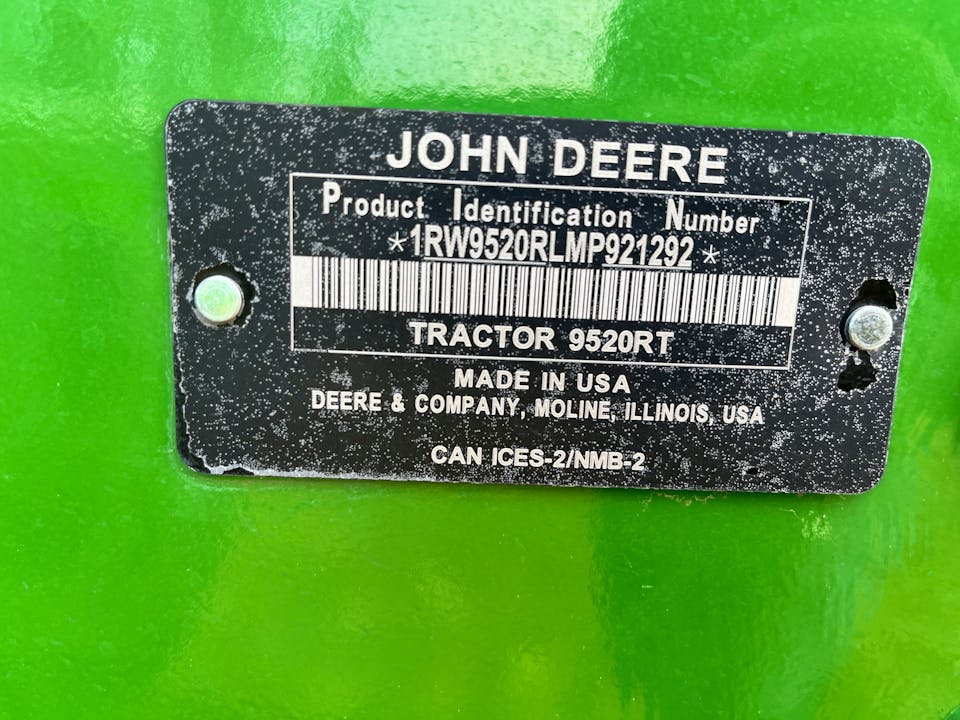 JOHN DEERE
Product Identification Number
*1RW9520RLMP921292*
TRACTOR 9520RT
MADE IN USA
DEERE & COMPANY, MOLINE, ILLINOIS, USA
CAN ICES-2/NMB-2